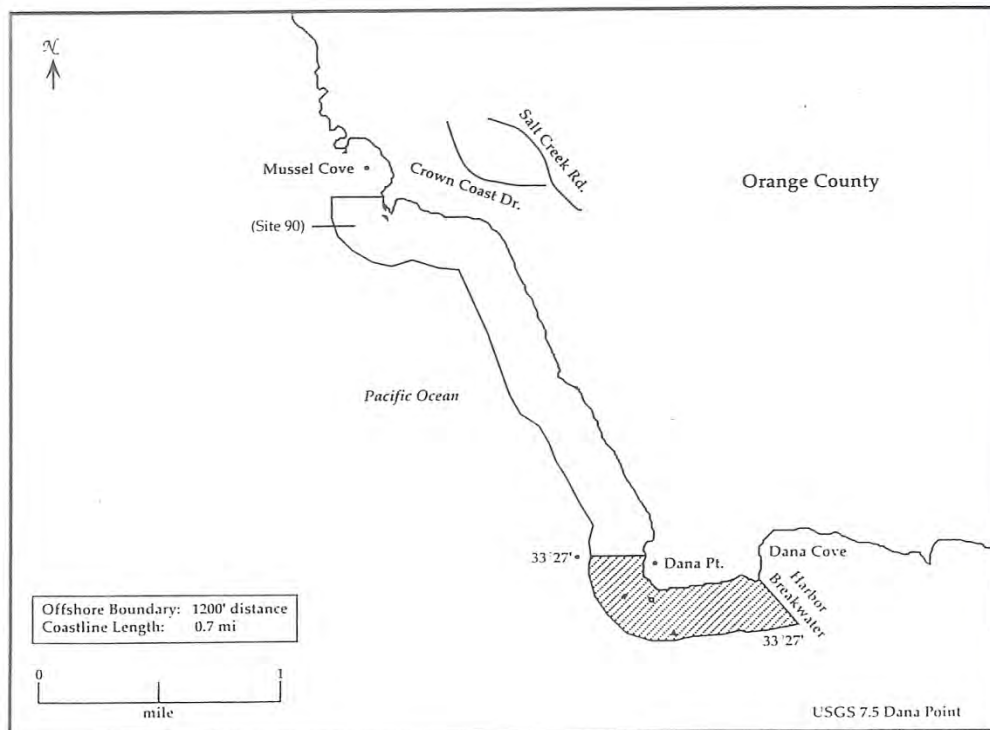 N
Mussel Cove
Salt Creek Rd.
Crown Coast Dr.
Orange County
(Site 90)
Pacific Ocean
33°27'
Dana Pt.
Dana Cove
Harbor
Breakwater
33°27'
Offshore Boundary: 1200' distance
Coastline Length: 0.7 mi
0 1
mile
USGS 7.5 Dana Point